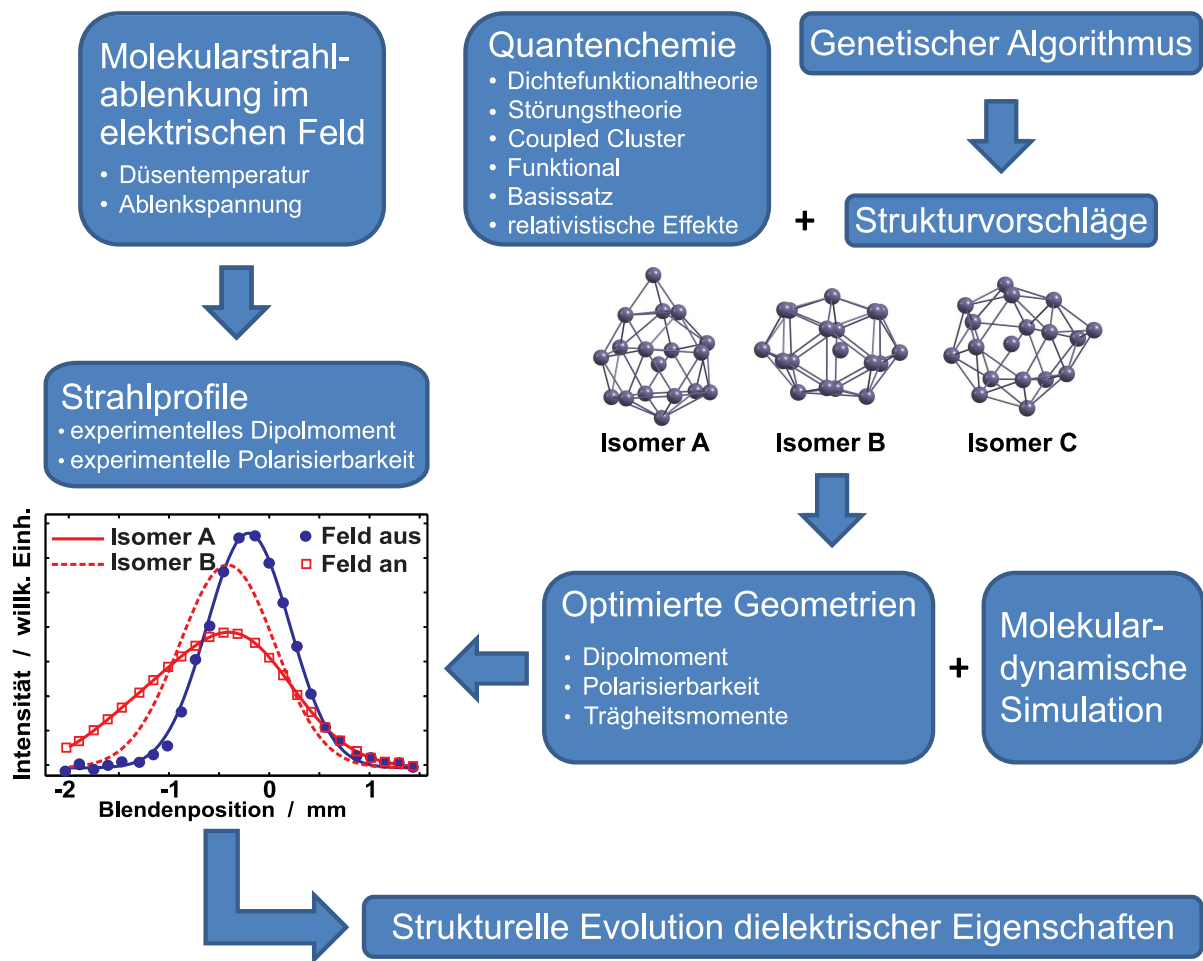 Molekularstrahl-
ablenkung im
elektrischen Feld
• Düsentemperatur
• Ablenkspannung
Quantenchemie
• Dichtefunktionaltheorie
• Störungstheorie
• Coupled Cluster
• Funktional
• Basissatz
• relativistische Effekte
Genetischer Algorithmus
+
Strukturvorschläge
Isomer A
Isomer B
Isomer C
Strahlprofile
• experimentelles Dipolmoment
• experimentelle Polarisierbarkeit
Intensität / willk. Einh.
Isomer A
Isomer B
Feld aus
Feld an
-2 -1 0 1
Blendenposition / mm
Optimierte Geometrien
• Dipolmoment
• Polarisierbarkeit
• Trägheitsmomente
+
Molekular-
dynamische
Simulation
Strukturelle Evolution dielektrischer Eigenschaften